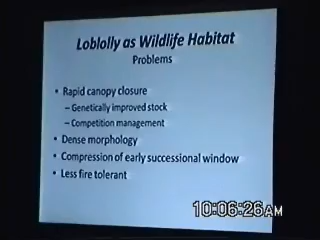 Loblolly as Wildlife Habitat
Problems
• Rapid canopy closure
– Genetically improved stock
– Competition management
• Dense morphology
• Compression of early successional window
• Less fire tolerant
10:06:26AM